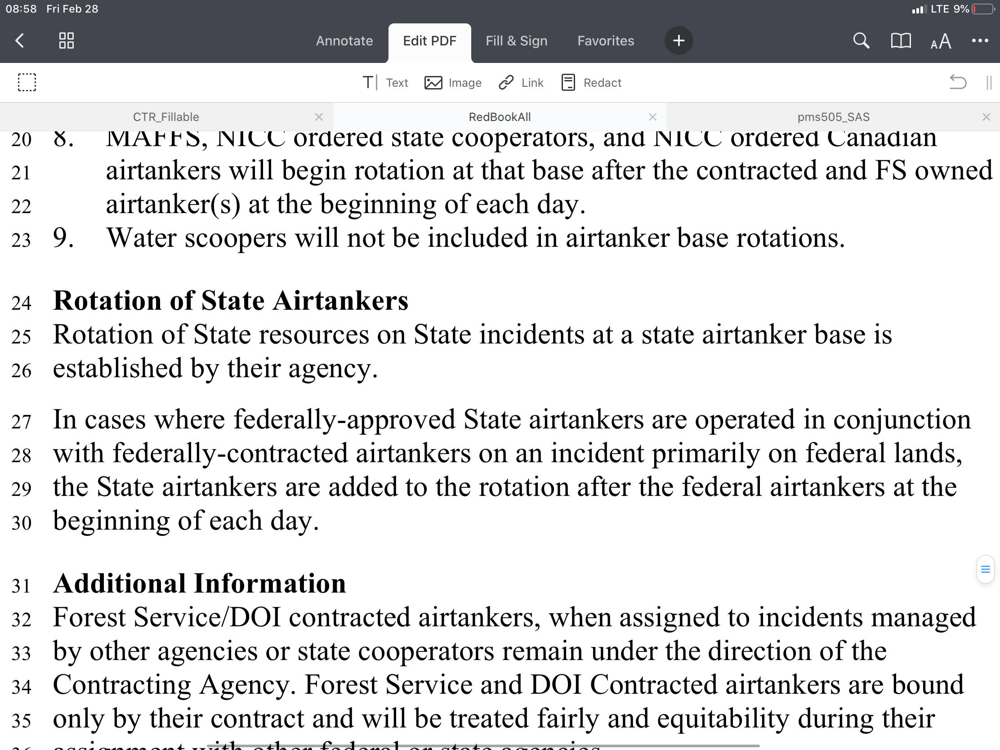 08:58 Fri Feb 28 LTE 9%
Annotate Edit PDF Fill & Sign Favorites + AA
T| Text Image Link Redact
CTR_Fillable × RedBookAll × pms505_SAS ×
20 8. MAFFS, NICC ordered state cooperators, and NICC ordered Canadian
21 airtankers will begin rotation at that base after the contracted and FS owned
22 airtanker(s) at the beginning of each day.
23 9. Water scoopers will not be included in airtanker base rotations.
24 Rotation of State Airtankers
25 Rotation of State resources on State incidents at a state airtanker base is
26 established by their agency.
27 In cases where federally-approved State airtankers are operated in conjunction
28 with federally-contracted airtankers on an incident primarily on federal lands,
29 the State airtankers are added to the rotation after the federal airtankers at the
30 beginning of each day.
31 Additional Information
32 Forest Service/DOI contracted airtankers, when assigned to incidents managed
33 by other agencies or state cooperators remain under the direction of the
34 Contracting Agency. Forest Service and DOI Contracted airtankers are bound
35 only by their contract and will be treated fairly and equitability during their
36 assignment with other federal or state agencies.